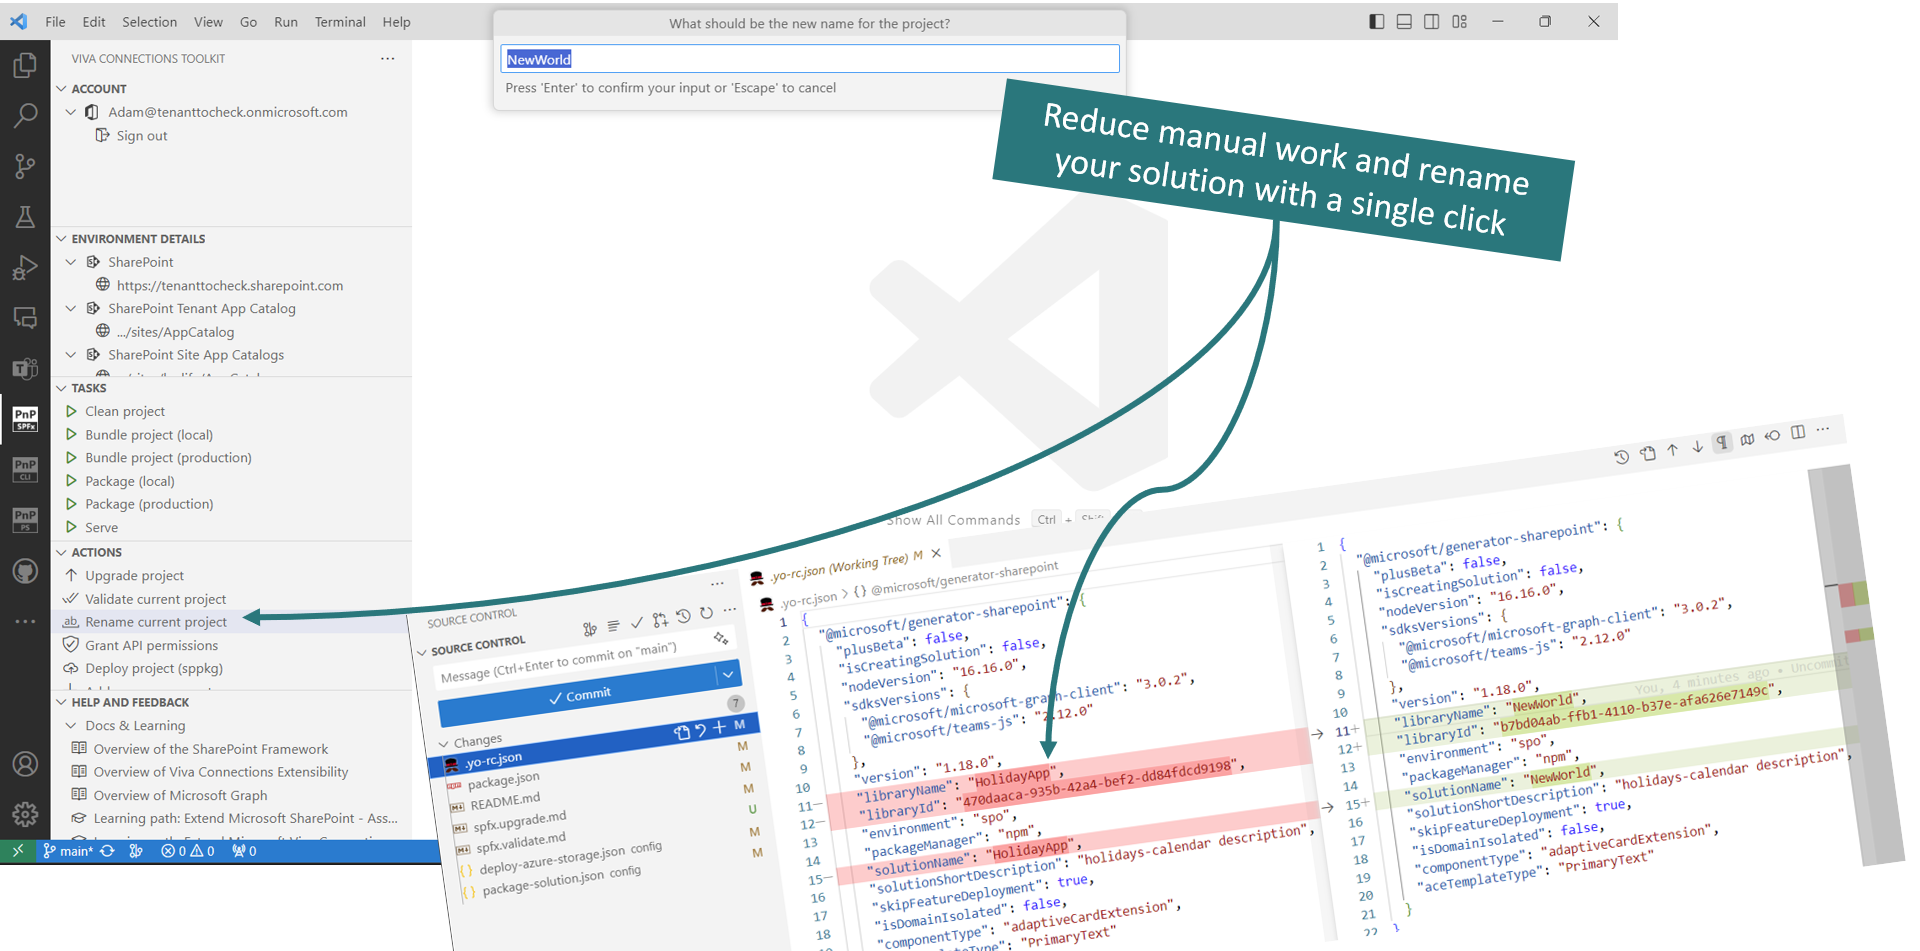 File Edit Selection View Go Run Terminal Help
What should be the new name for the project?
NewWorld
Press 'Enter' to confirm your input or 'Escape' to cancel
Reduce manual work and rename
your solution with a single click
VIVA CONNECTIONS TOOLKIT
ACCOUNT
Adam@tenanttocheck.onmicrosoft.com
Sign out
ENVIRONMENT DETAILS
SharePoint
https://tenanttocheck.sharepoint.com
SharePoint Tenant App Catalog
.../sites/AppCatalog
SharePoint Site App Catalogs
TASKS
Clean project
Bundle project (local)
Bundle project (production)
Package (local)
Package (production)
Serve
ACTIONS
Upgrade project
Validate current project
ab Rename current project
Grant API permissions
Deploy project (sppkg)
HELP AND FEEDBACK
Docs & Learning
Overview of the SharePoint Framework
Overview of Viva Connections Extensibility
Overview of Microsoft Graph
Learning path: Extend Microsoft SharePoint - Ass...
PnP
SPFx
PnP
CLI
PnP
PS
main* 0 0 0
Show All Commands Ctrl + Shift
SOURCE CONTROL
SOURCE CONTROL
Message (Ctrl+Enter to commit on "main")
Commit
7
Changes
.yo-rc.json M
package.json M
README.md M
spfx.upgrade.md M
spfx.validate.md U
deploy-azure-storage.json config M
package-solution.json config M
.yo-rc.json (Working Tree) M
.yo-rc.json > {} @microsoft/generator-sharepoint
1 {
2 "@microsoft/generator-sharepoint": {
3 "plusBeta": false,
4 "isCreatingSolution": false,
5 "nodeVersion": "16.16.0",
6 "sdksVersions": {
7 "@microsoft/microsoft-graph-client": "3.0.2",
8 "@microsoft/teams-js": "2.12.0"
9 },
10 "version": "1.18.0",
11— "libraryName": "HolidayApp",
12— "libraryId": "470daaca-935b-42a4-bef2-dd84fdcd9198",
13 "environment": "spo",
14 "packageManager": "npm",
15— "solutionName": "HolidayApp",
16 "solutionShortDescription": "holidays-calendar description",
17 "skipFeatureDeployment": true,
18 "isDomainIsolated": false,
"componentType": "adaptiveCardExtension",
"PrimaryText"
1 {
2 "@microsoft/generator-sharepoint": {
3 "plusBeta": false,
4 "isCreatingSolution": false,
5 "nodeVersion": "16.16.0",
6 "sdksVersions": {
7 "@microsoft/microsoft-graph-client": "3.0.2",
8 "@microsoft/teams-js": "2.12.0"
9 },
10 "version": "1.18.0",
11+ "libraryName": "NewWorld", You, 4 minutes ago • Uncommit
12+ "libraryId": "b7bd04ab-ffb1-4110-b37e-afa626e7149c",
13 "environment": "spo",
14 "packageManager": "npm",
15+ "solutionName": "NewWorld",
16 "solutionShortDescription": "holidays-calendar description",
17 "skipFeatureDeployment": true,
18 "isDomainIsolated": false,
19 "componentType": "adaptiveCardExtension",
20 "aceTemplateType": "PrimaryText"
21 }
22 }